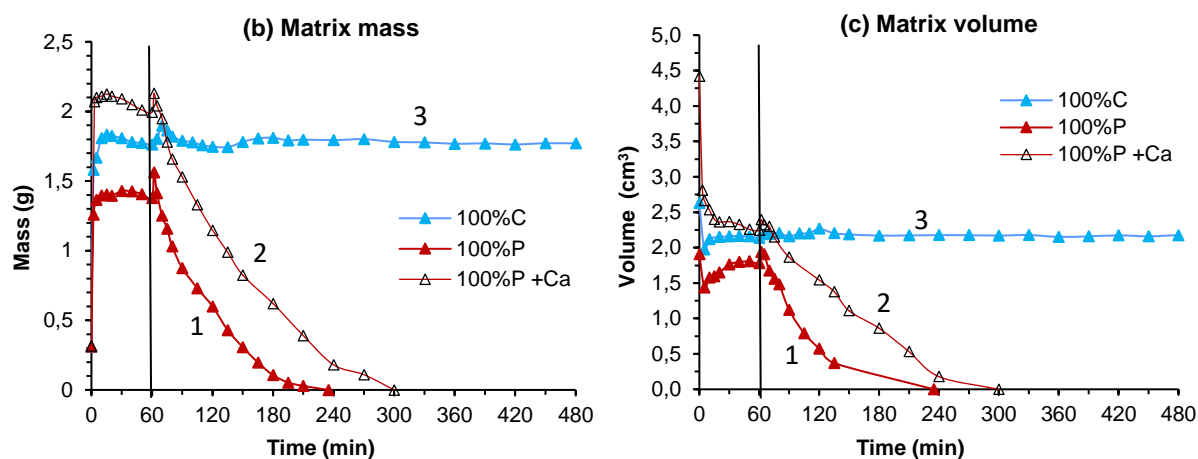 (b) Matrix mass
2,5
2
1,5
1
0,5
0
Mass (g)
0 60 120 180 240 300 360 420 480
Time (min)
3
2
1
100%C
100%P
100%P +Ca
(c) Matrix volume
5,0
4,5
4,0
3,5
3,0
2,5
2,0
1,5
1,0
0,5
0,0
Volume (cm³)
0 60 120 180 240 300 360 420 480
Time (min)
100%C
100%P
100%P +Ca
3
2
1